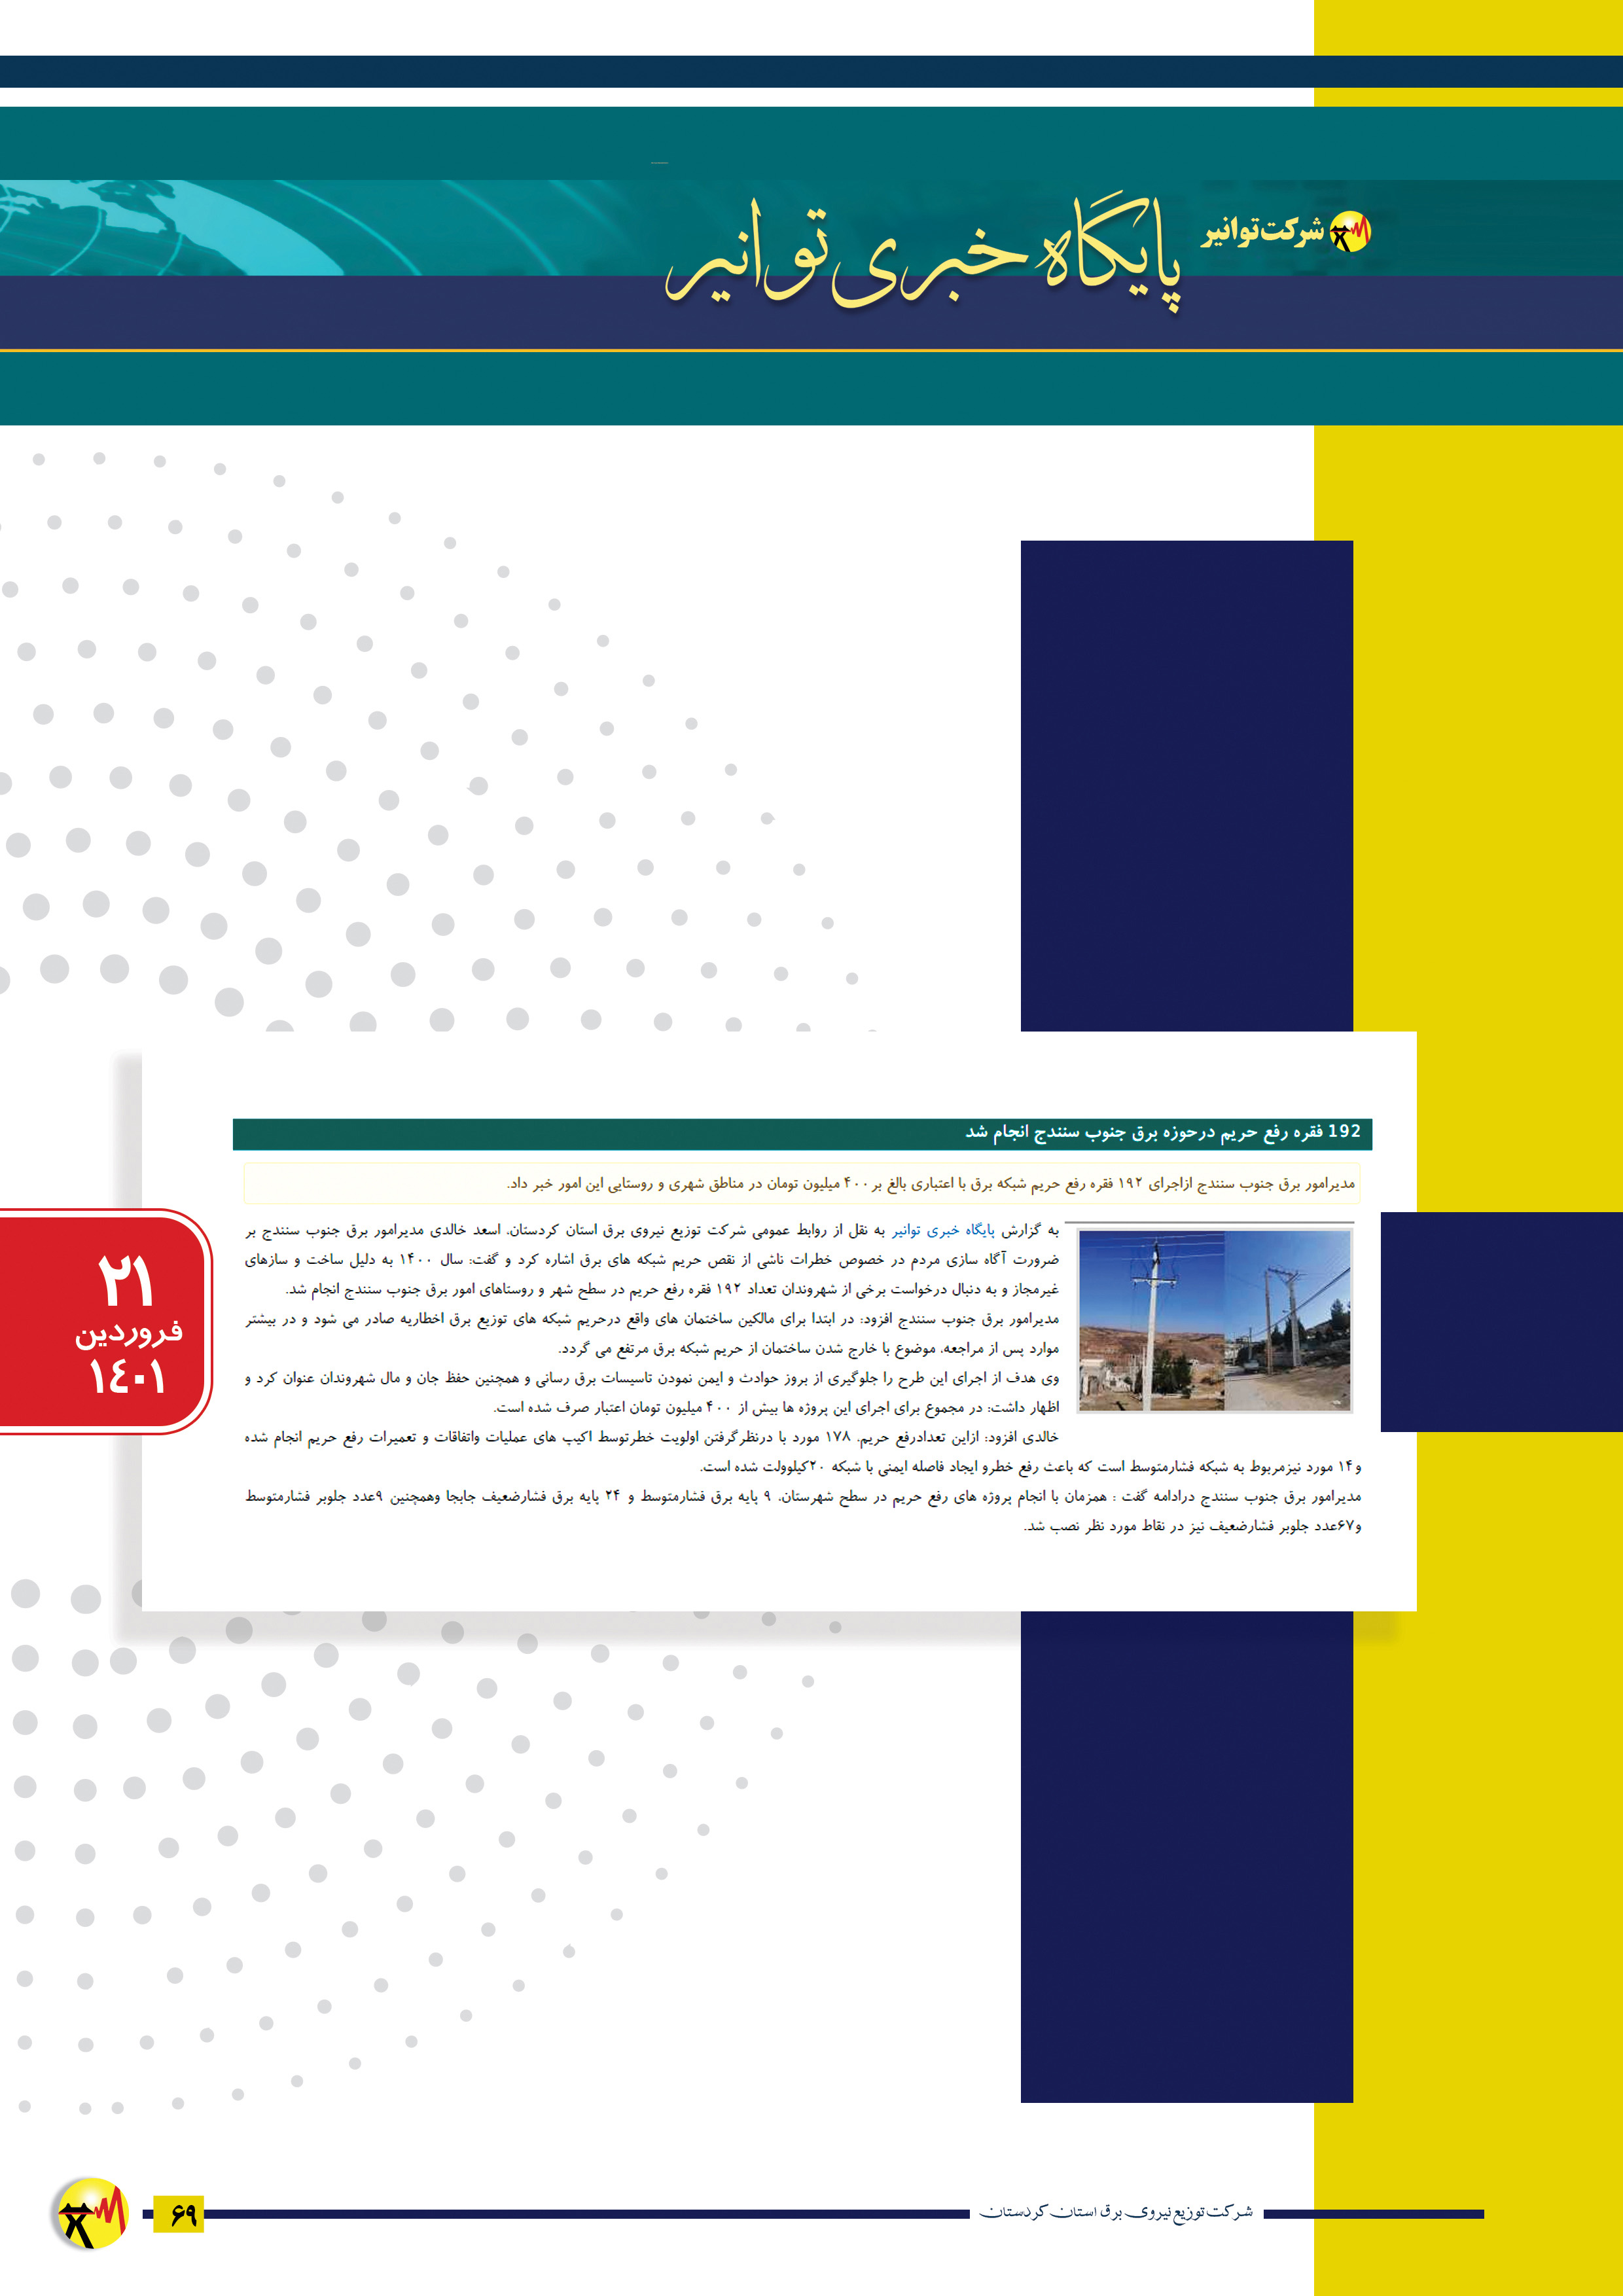 شرکت توانیر
پایگاه خبری توانیر
192 فقره رفع حریم درحوزه برق جنوب سنندج انجام شد
مدیرامور برق جنوب سنندج ازاجرای ۱۹۲ فقره رفع حریم شبکه برق با اعتباری بالغ بر ۴۰۰ میلیون تومان در مناطق شهری و روستایی این امور خبر داد.
به گزارش پایگاه خبری توانیر به نقل از روابط عمومی شرکت توزیع نیروی برق استان کردستان، اسعد خالدی مدیرامور برق جنوب سنندج بر
ضرورت آگاه سازی مردم در خصوص خطرات ناشی از نقص حریم شبکه های برق اشاره کرد و گفت: سال ۱۴۰۰ به دلیل ساخت و سازهای
غیرمجاز و به دنبال درخواست برخی از شهروندان تعداد ۱۹۲ فقره رفع حریم در سطح شهر و روستاهای امور برق جنوب سنندج انجام شد.
مدیرامور برق جنوب سنندج افزود: در ابتدا برای مالکین ساختمان های واقع درحریم شبکه های توزیع برق اخطاریه صادر می شود و در بیشتر
موارد پس از مراجعه، موضوع با خارج شدن ساختمان از حریم شبکه برق مرتفع می گردد.
وی هدف از اجرای این طرح را جلوگیری از بروز حوادث و ایمن نمودن تاسیسات برق رسانی و همچنین حفظ جان و مال شهروندان عنوان کرد و
اظهار داشت: در مجموع برای اجرای این پروژه ها بیش از ۴۰۰ میلیون تومان اعتبار صرف شده است.
خالدی افزود: ازاین تعدادرفع حریم، ۱۷۸ مورد با درنظرگرفتن اولویت خطرتوسط اکیپ های عملیات واتفاقات و تعمیرات رفع حریم انجام شده
و۱۴ مورد نیزمربوط به شبکه فشارمتوسط است که باعث رفع خطرو ایجاد فاصله ایمنی با شبکه ۲۰کیلوولت شده است.
مدیرامور برق جنوب سنندج درادامه گفت : همزمان با انجام پروژه های رفع حریم در سطح شهرستان، ۹ پایه برق فشارمتوسط و ۲۴ پایه برق فشارضعیف جابجا وهمچنین ۹عدد جلوبر فشارمتوسط
و۶۷عدد جلوبر فشارضعیف نیز در نقاط مورد نظر نصب شد.
۲۱
فروردین
۱٤۰۱
شرکت توزیع نیروی برق استان کردستان
۶۹